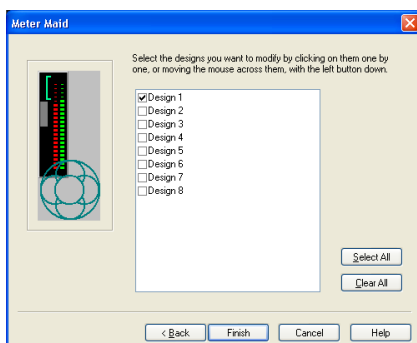 Meter Maid
Select the designs you want to modify by clicking on them one by
one, or moving the mouse across them, with the left button down.
Design 1
Design 2
Design 3
Design 4
Design 5
Design 6
Design 7
Design 8
Select All
Clear All
< Back
Finish
Cancel
Help